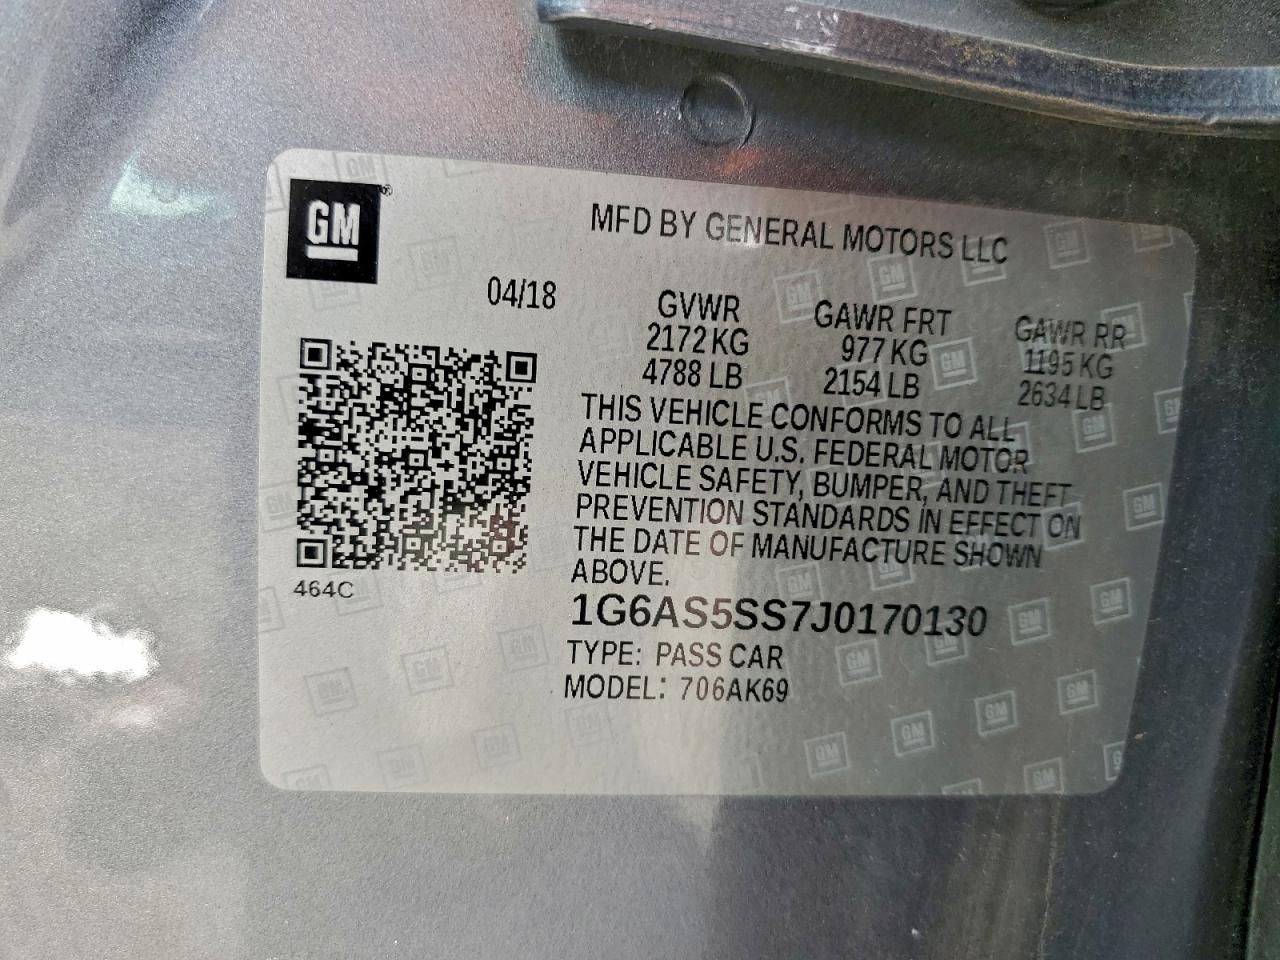 GM
MFD BY GENERAL MOTORS LLC
04/18
GVWR
2172 KG
4788 LB
GAWR FRT
977 KG
2154 LB
GAWR RR
1195 KG
2634 LB
THIS VEHICLE CONFORMS TO ALL
APPLICABLE U.S. FEDERAL MOTOR
VEHICLE SAFETY, BUMPER, AND THEFT
PREVENTION STANDARDS IN EFFECT ON
THE DATE OF MANUFACTURE SHOWN
ABOVE.
464C
1G6AS5SS7J0170130
TYPE: PASS CAR
MODEL: 706AK69